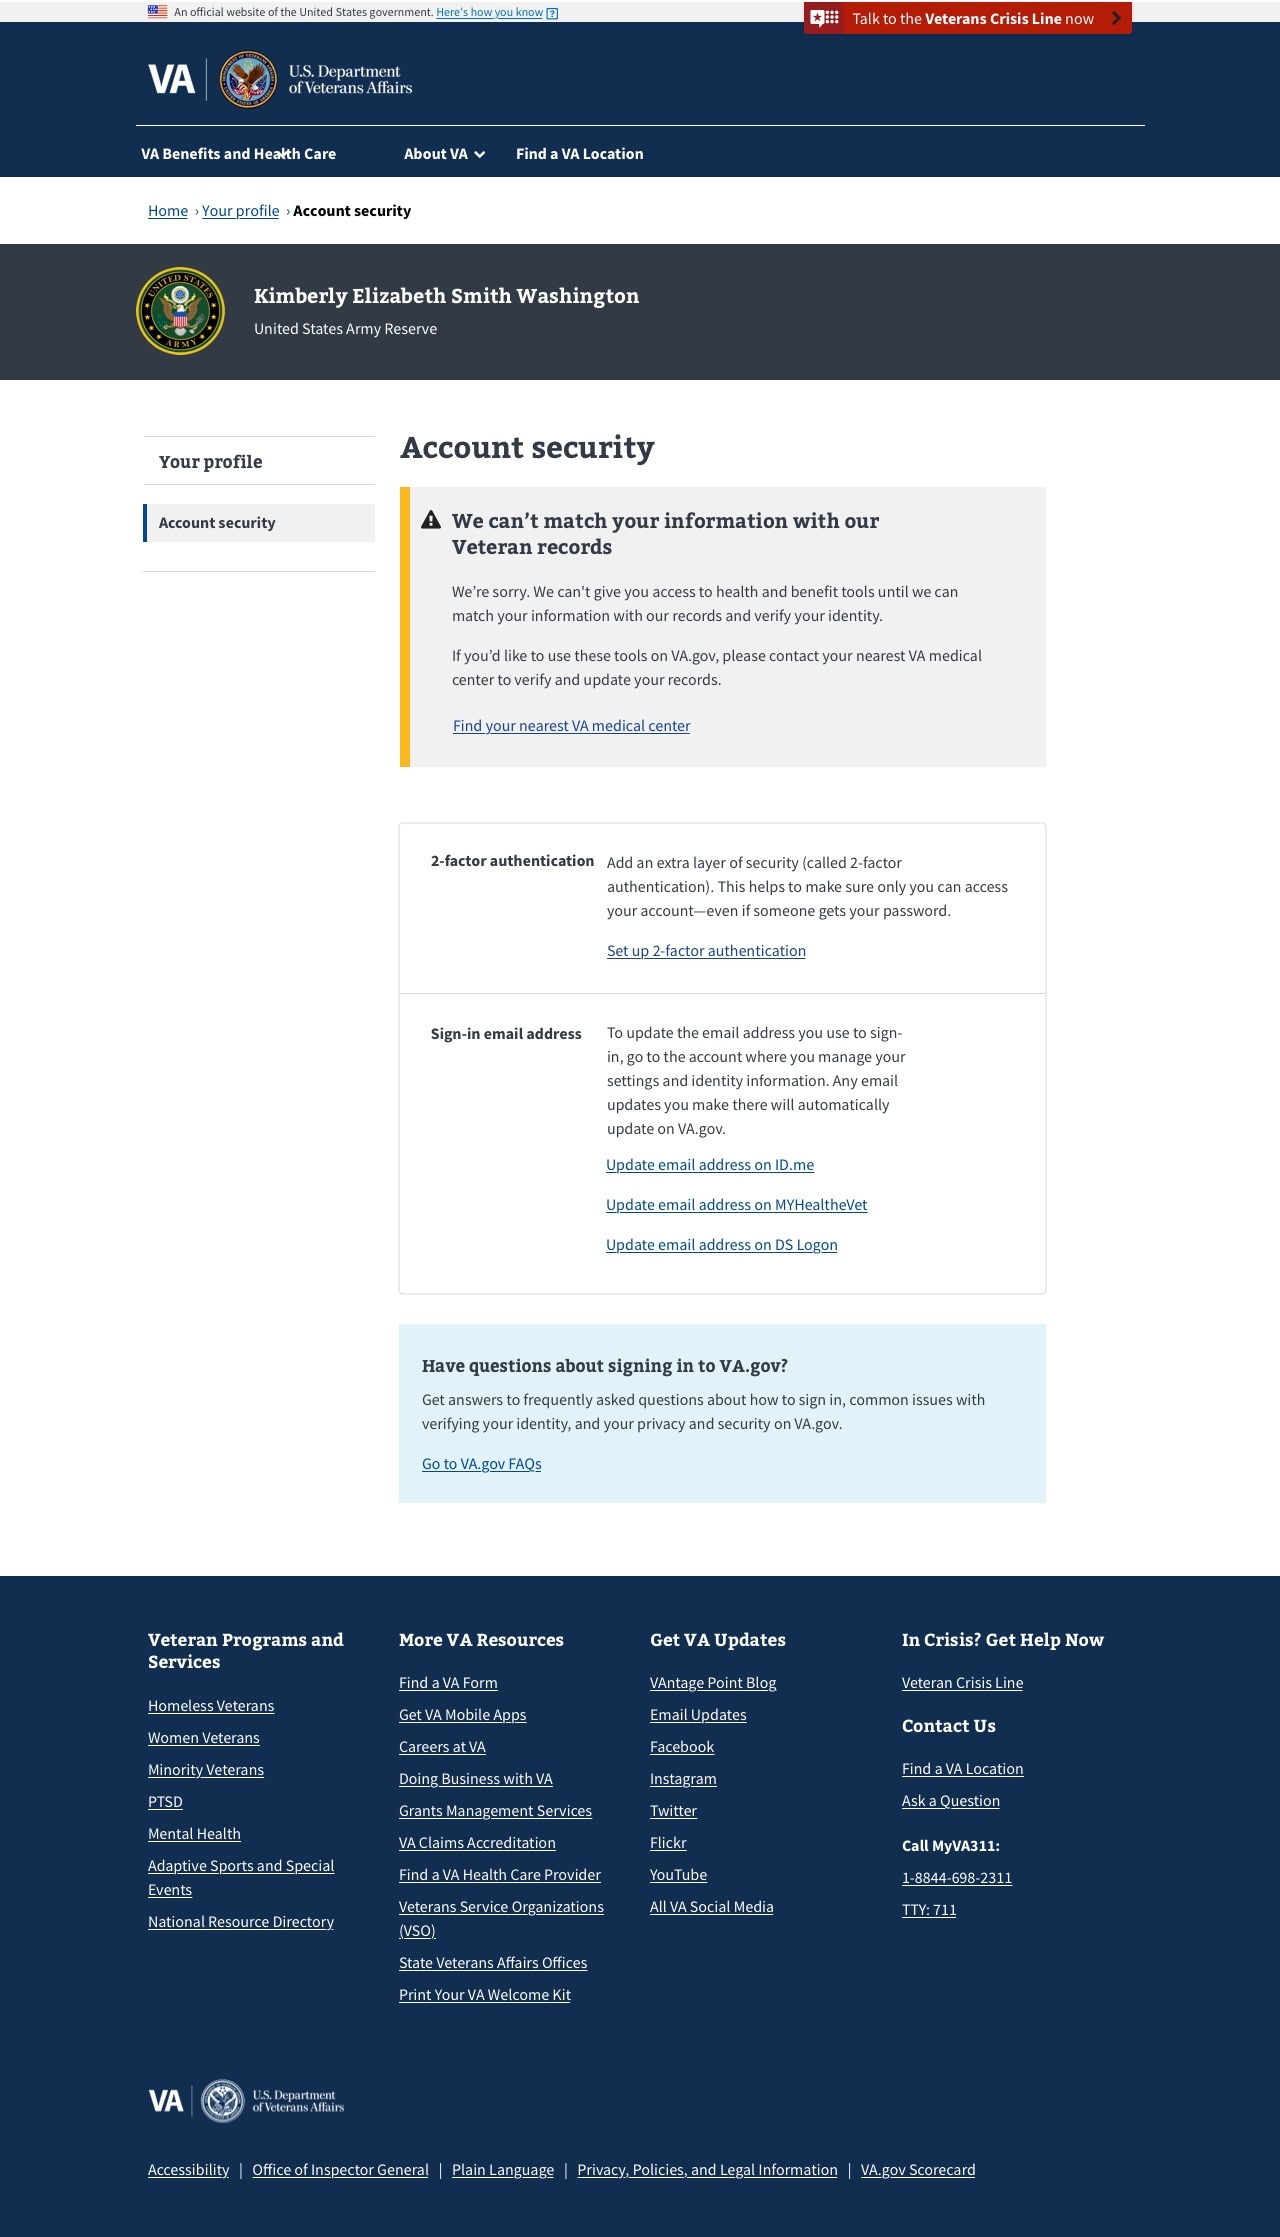 An official website of the United States government. Here's how you know
Talk to the Veterans Crisis Line now
VA
U.S. Department
of Veterans Affairs
VA Benefits and Health Care
About VA
Find a VA Location
Home › Your profile › Account security
UNITED STATES
ARMY
Kimberly Elizabeth Smith Washington
United States Army Reserve
Your profile
Account security
Account security
We can’t match your information with our
Veteran records
We’re sorry. We can't give you access to health and benefit tools until we can
match your information with our records and verify your identity.
If you’d like to use these tools on VA.gov, please contact your nearest VA medical
center to verify and update your records.
Find your nearest VA medical center
2-factor authentication
Add an extra layer of security (called 2-factor
authentication). This helps to make sure only you can access
your account—even if someone gets your password.
Set up 2-factor authentication
Sign-in email address
To update the email address you use to sign-
in, go to the account where you manage your
settings and identity information. Any email
updates you make there will automatically
update on VA.gov.
Update email address on ID.me
Update email address on MYHealtheVet
Update email address on DS Logon
Have questions about signing in to VA.gov?
Get answers to frequently asked questions about how to sign in, common issues with
verifying your identity, and your privacy and security on VA.gov.
Go to VA.gov FAQs
Veteran Programs and
Services
Homeless Veterans
Women Veterans
Minority Veterans
PTSD
Mental Health
Adaptive Sports and Special
Events
National Resource Directory
More VA Resources
Find a VA Form
Get VA Mobile Apps
Careers at VA
Doing Business with VA
Grants Management Services
VA Claims Accreditation
Find a VA Health Care Provider
Veterans Service Organizations
(VSO)
State Veterans Affairs Offices
Print Your VA Welcome Kit
Get VA Updates
VAntage Point Blog
Email Updates
Facebook
Instagram
Twitter
Flickr
YouTube
All VA Social Media
In Crisis? Get Help Now
Veteran Crisis Line
Contact Us
Find a VA Location
Ask a Question
Call MyVA311:
1-8844-698-2311
TTY: 711
VA
U.S. Department
of Veterans Affairs
Accessibility | Office of Inspector General | Plain Language | Privacy, Policies, and Legal Information | VA.gov Scorecard